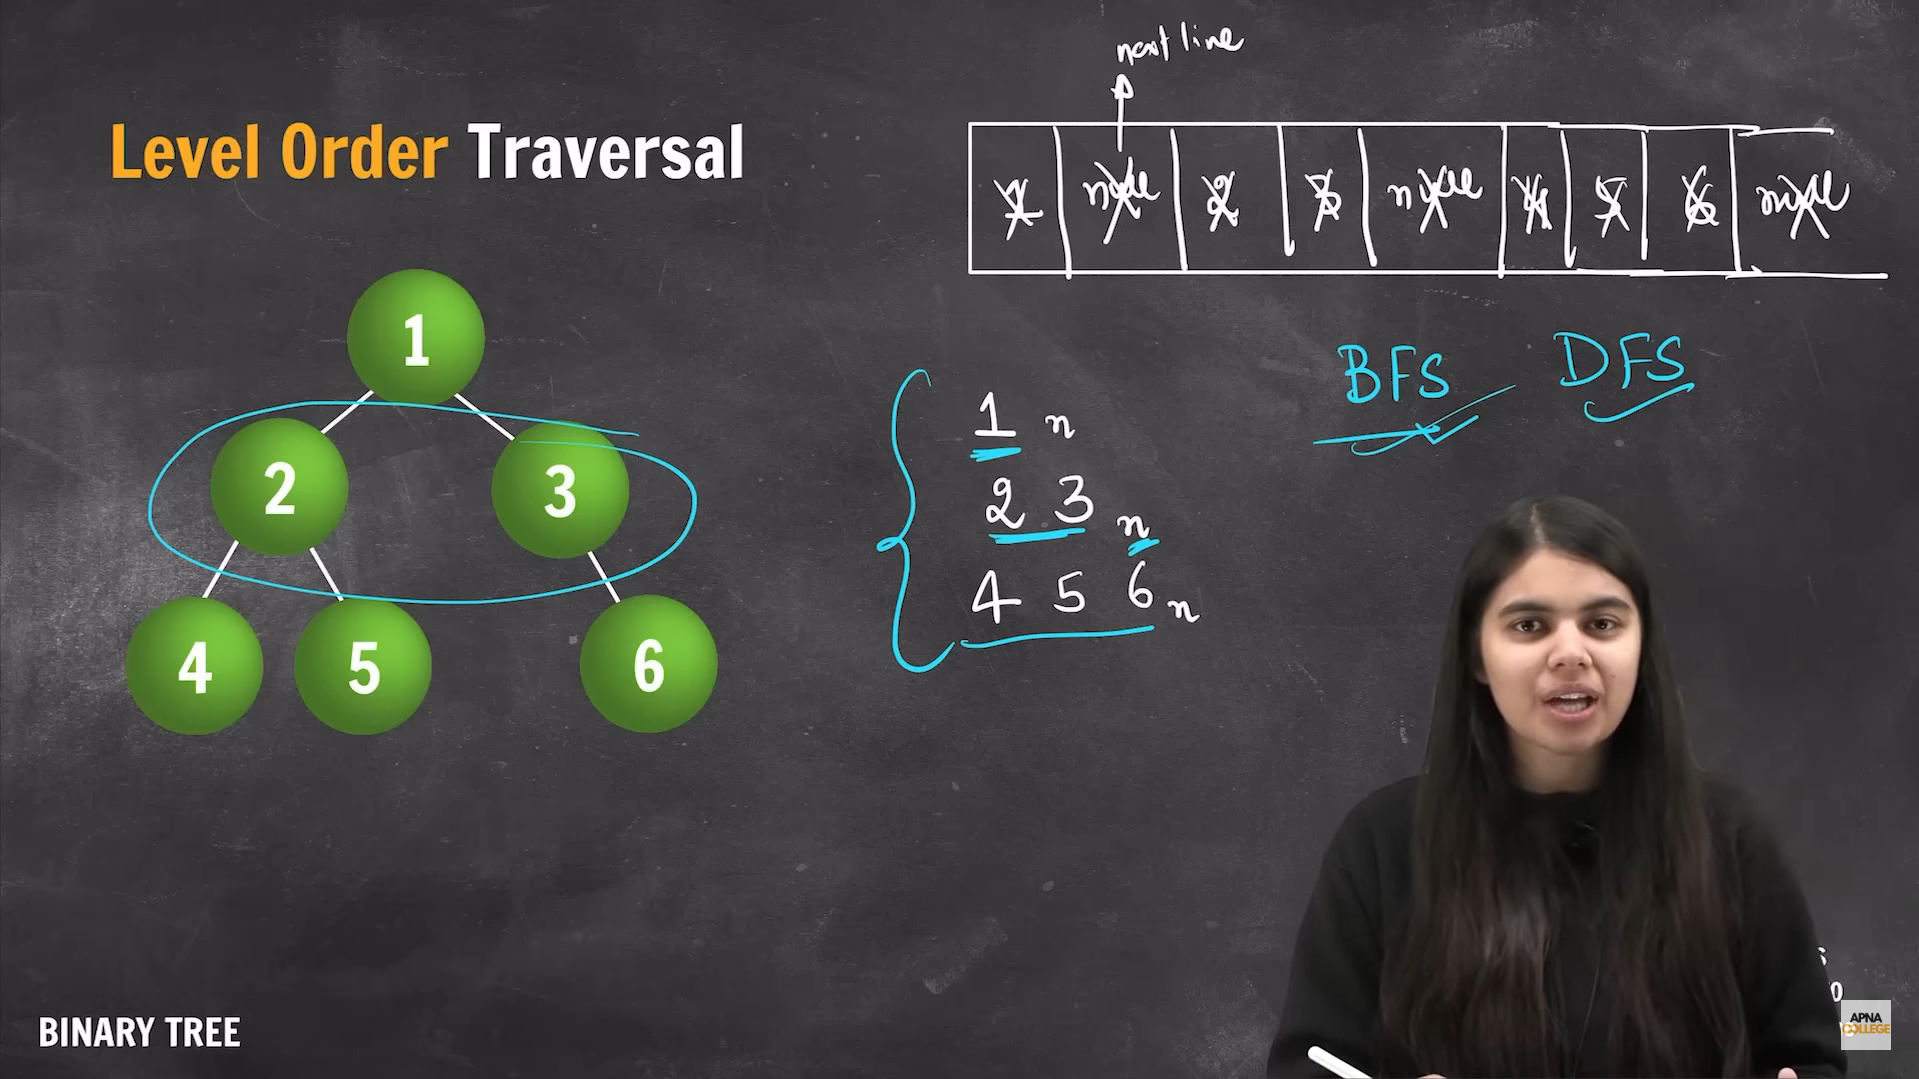 next line
Level Order Traversal
1 null 2 3 null 4 5 6 null
BFS DFS
1
2 3
4 5 6
1 n
2 3 n
4 5 6 n
BINARY TREE
APNA
COLLEGE